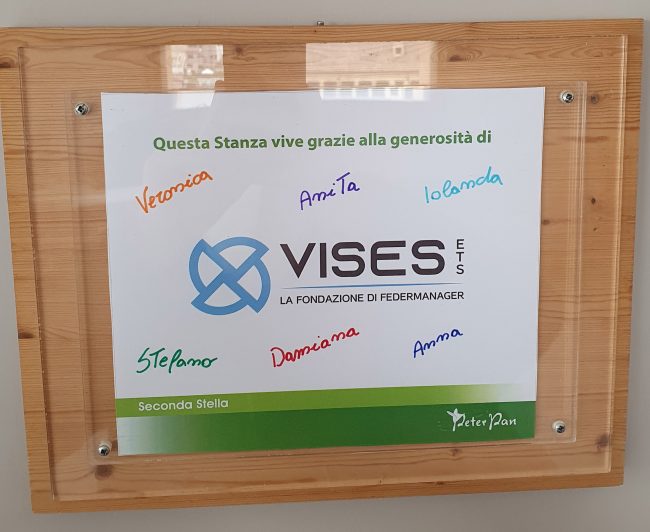 Questa Stanza vive grazie alla generosità di
Veronica
AniTa
Iolanda
VISES ETS
LA FONDAZIONE DI FEDERMANAGER
STefano
Damiana
Anna
Seconda Stella
Peter Pan